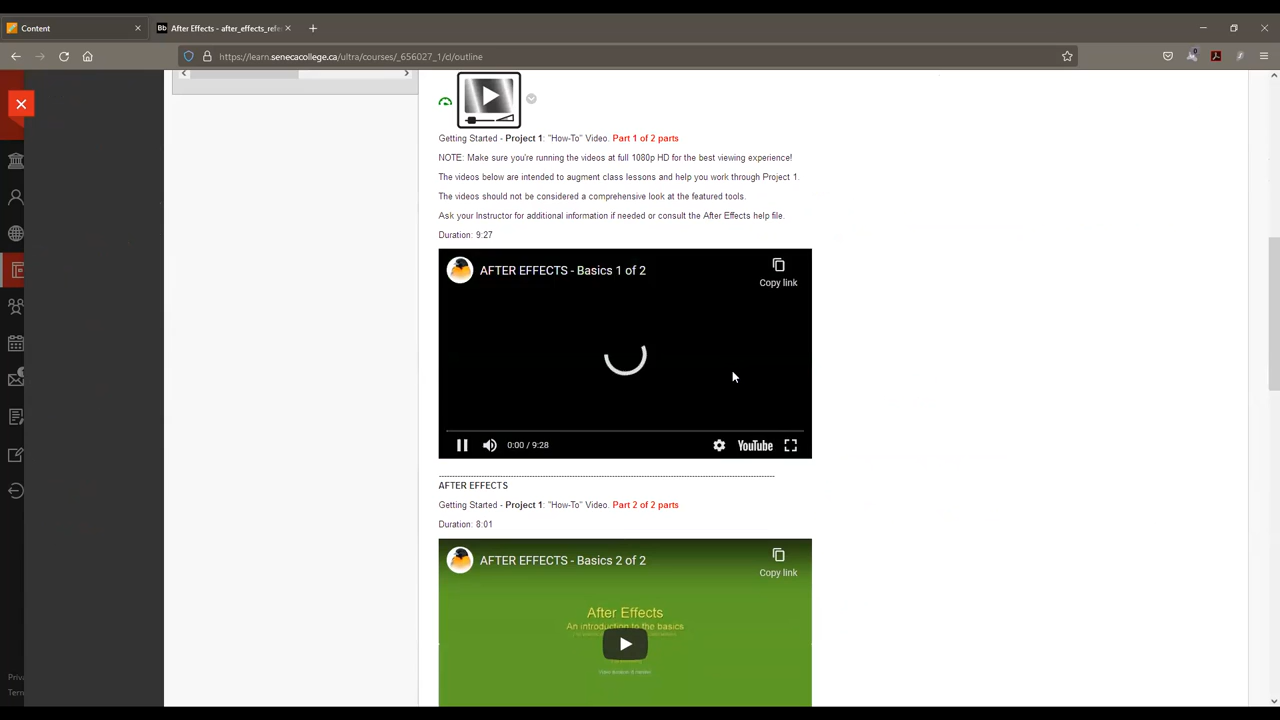 Content
Bb After Effects - after_effects_refe
https://learn.senecacollege.ca/ultra/courses/_656027_1/cl/outline
Getting Started - Project 1: "How-To" Video. Part 1 of 2 parts
NOTE: Make sure you're running the videos at full 1080p HD for the best viewing experience!
The videos below are intended to augment class lessons and help you work through Project 1.
The videos should not be considered a comprehensive look at the featured tools.
Ask your Instructor for additional information if needed or consult the After Effects help file.
Duration: 9:27
AFTER EFFECTS - Basics 1 of 2
Copy link
0:00 / 9:28
YouTube
AFTER EFFECTS
Getting Started - Project 1: "How-To" Video. Part 2 of 2 parts
Duration: 8:01
AFTER EFFECTS - Basics 2 of 2
Copy link
After Effects
An introduction to the basics
Priva
Term